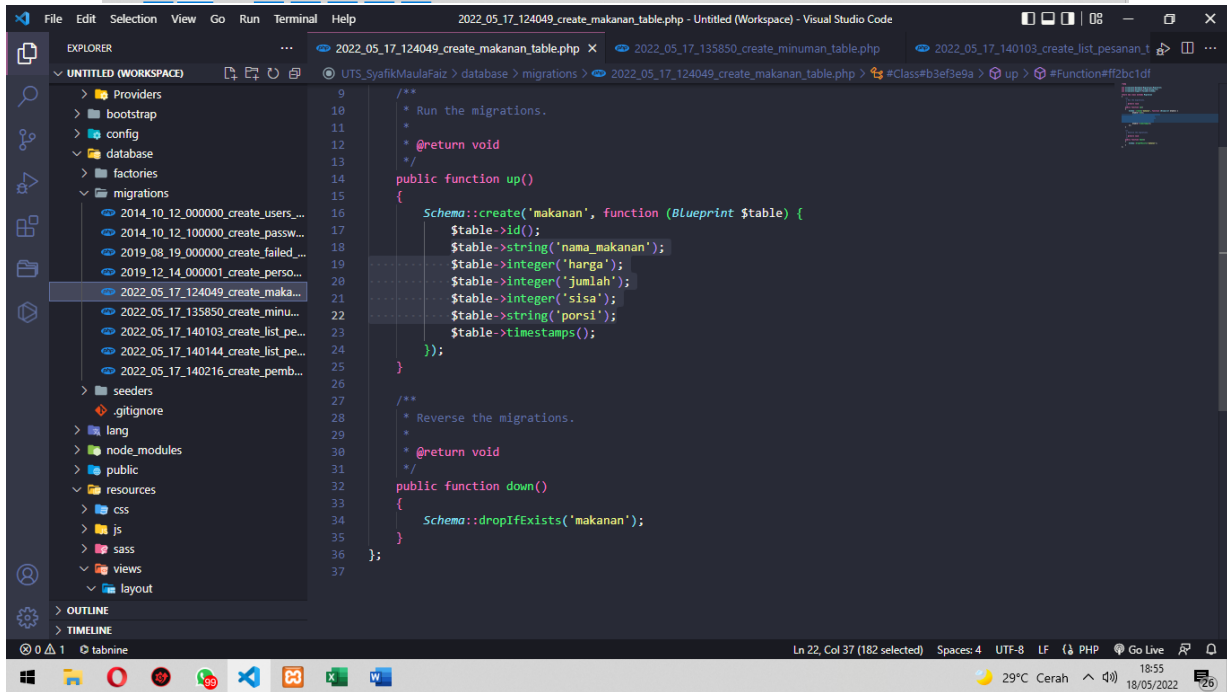 File Edit Selection View Go Run Terminal Help 2022_05_17_124049_create_makanan_table.php - Untitled (Workspace) - Visual Studio Code
EXPLORER ...
2022_05_17_124049_create_makanan_table.php 2022_05_17_135850_create_minuman_table.php 2022_05_17_140103_create_list_pesanan_t
UNTITLED (WORKSPACE)
UTS_SyafikMaulaFaiz > database > migrations > 2022_05_17_124049_create_makanan_table.php > #Class#b3ef3e9a > up > #Function#ff2bc1df
Providers
bootstrap
config
database
factories
migrations
2014_10_12_000000_create_users_...
2014_10_12_100000_create_passw...
2019_08_19_000000_create_failed_...
2019_12_14_000001_create_perso...
2022_05_17_124049_create_maka...
2022_05_17_135850_create_minu...
2022_05_17_140103_create_list_pe...
2022_05_17_140144_create_list_pe...
2022_05_17_140216_create_pemb...
seeders
.gitignore
lang
node_modules
public
resources
css
js
sass
views
layout
OUTLINE
TIMELINE
9 /**
10 * Run the migrations.
11 *
12 * @return void
13 */
14 public function up()
15 {
16 Schema::create('makanan', function (Blueprint $table) {
17 $table->id();
18 $table->string('nama_makanan');
19 $table->integer('harga');
20 $table->integer('jumlah');
21 $table->integer('sisa');
22 $table->string('porsi');
23 $table->timestamps();
24 });
25 }
26
27 /**
28 * Reverse the migrations.
29 *
30 * @return void
31 */
32 public function down()
33 {
34 Schema::dropIfExists('makanan');
35 }
36 };
37
0 1 tabnine Ln 22, Col 37 (182 selected) Spaces: 4 UTF-8 LF PHP Go Live
99 29°C Cerah 18:55
18/05/2022 26